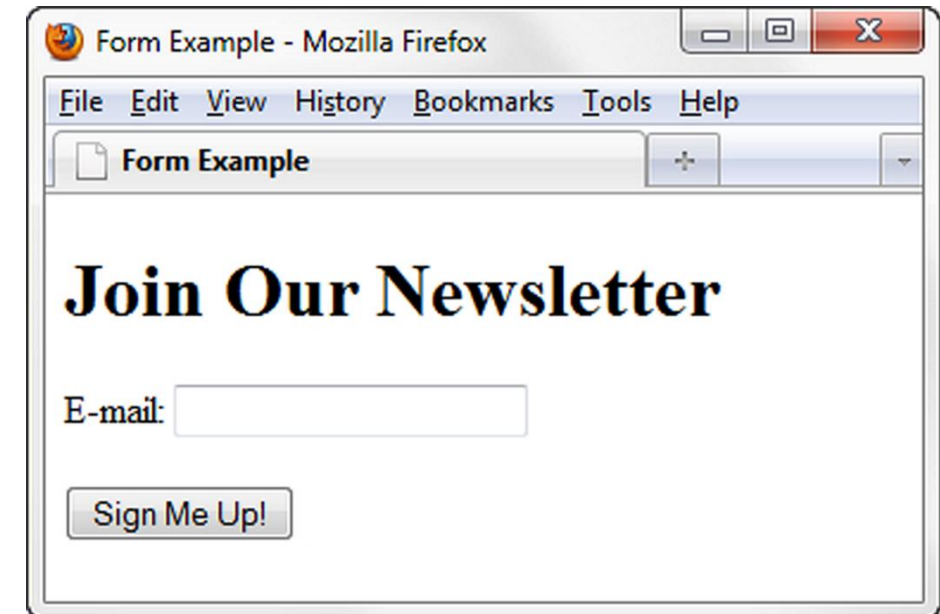 Form Example - Mozilla Firefox
File Edit View History Bookmarks Tools Help
Form Example
Join Our Newsletter
E-mail:
Sign Me Up!